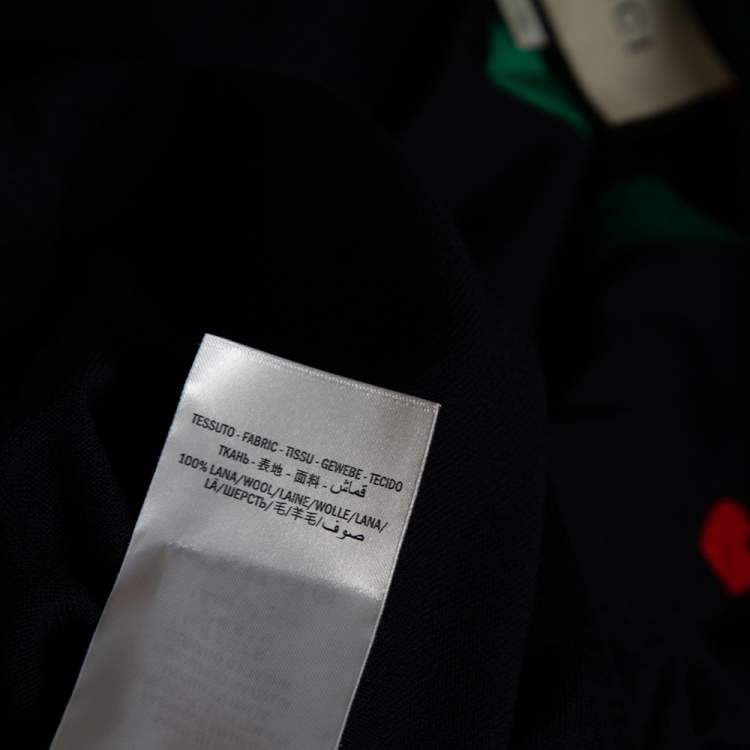 CI
TESSUTO - FABRIC - TISSU - GEWEBE - TECIDO
ТКАНЬ - 表地 - 面料 - قماش
100% LANA/WOOL/LAINE/WOLLE/LANA/
LÃ/ШЕРСТЬ/毛/羊毛/صوف